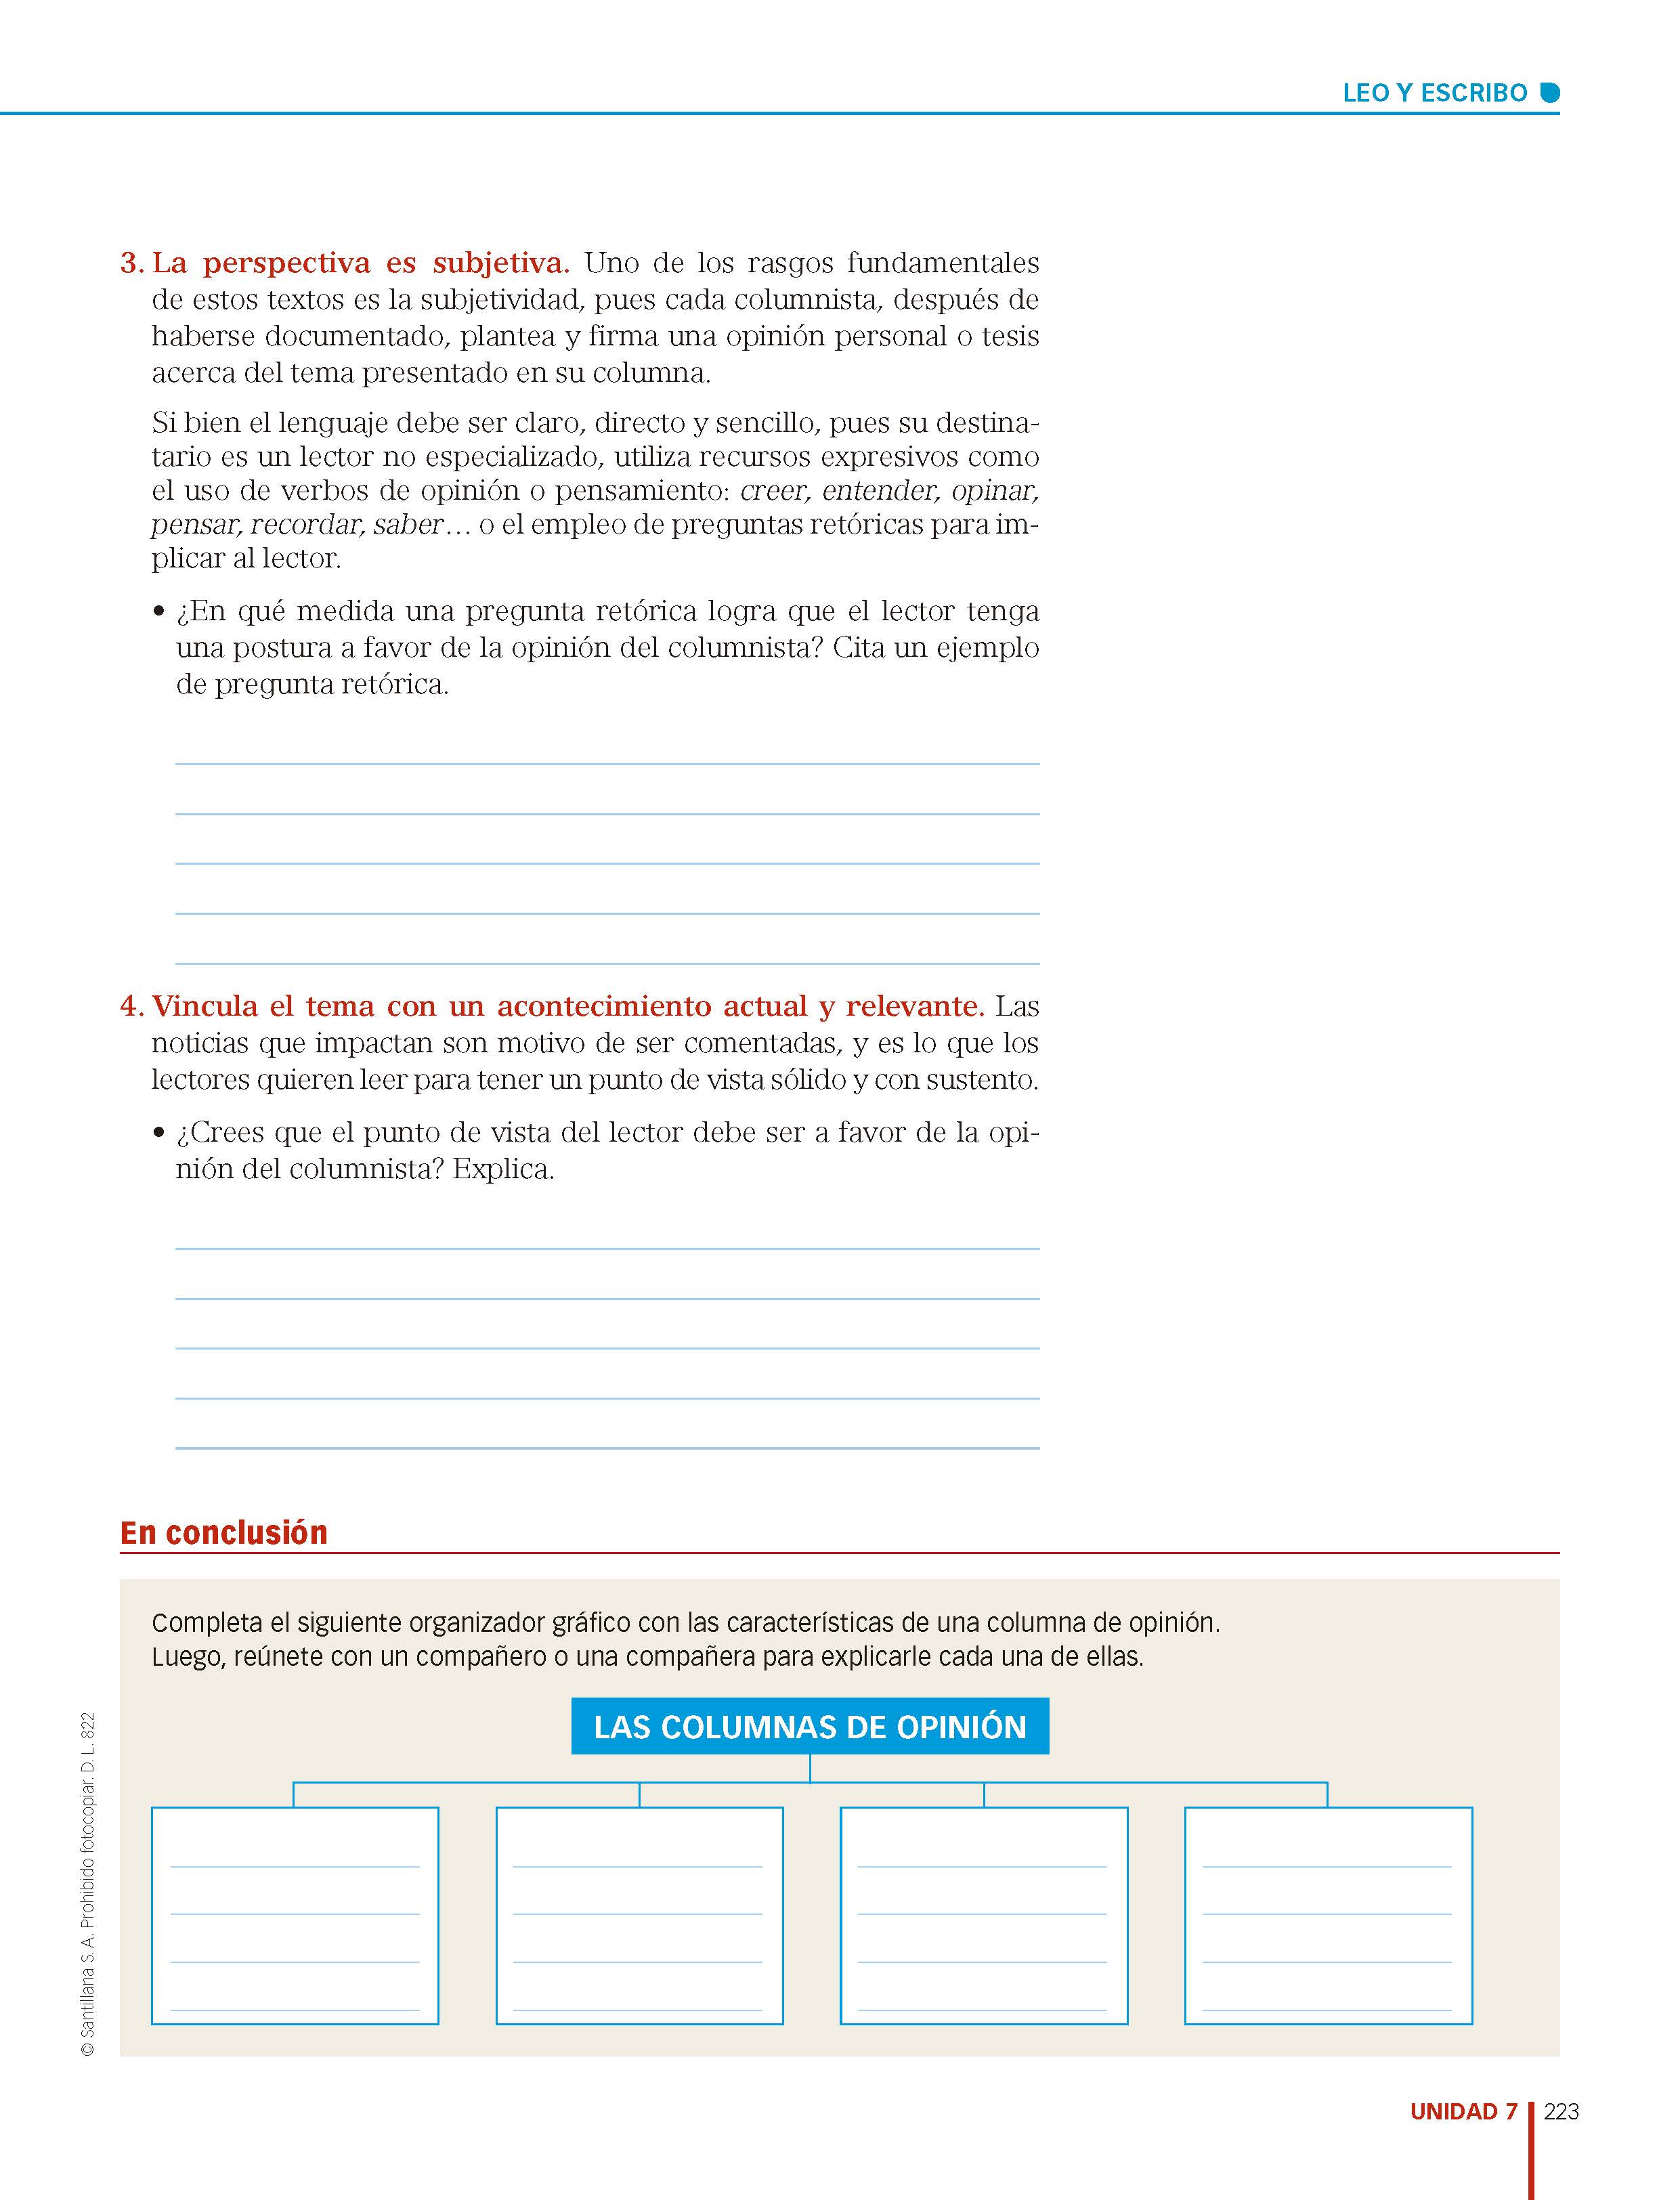 LEO Y ESCRIBO
3. La perspectiva es subjetiva. Uno de los rasgos fundamentales
de estos textos es la subjetividad, pues cada columnista, después de
haberse documentado, plantea y firma una opinión personal o tesis
acerca del tema presentado en su columna.
Si bien el lenguaje debe ser claro, directo y sencillo, pues su destina-
tario es un lector no especializado, utiliza recursos expresivos como
el uso de verbos de opinión o pensamiento: creer, entender, opinar,
pensar, recordar, saber… o el empleo de preguntas retóricas para im-
plicar al lector.
• ¿En qué medida una pregunta retórica logra que el lector tenga
una postura a favor de la opinión del columnista? Cita un ejemplo
de pregunta retórica.
4. Vincula el tema con un acontecimiento actual y relevante. Las
noticias que impactan son motivo de ser comentadas, y es lo que los
lectores quieren leer para tener un punto de vista sólido y con sustento.
• ¿Crees que el punto de vista del lector debe ser a favor de la opi-
nión del columnista? Explica.
En conclusión
Completa el siguiente organizador gráfico con las características de una columna de opinión.
Luego, reúnete con un compañero o una compañera para explicarle cada una de ellas.
LAS COLUMNAS DE OPINIÓN
© Santillana S. A. Prohibido fotocopiar. D. L. 822
UNIDAD 7 223